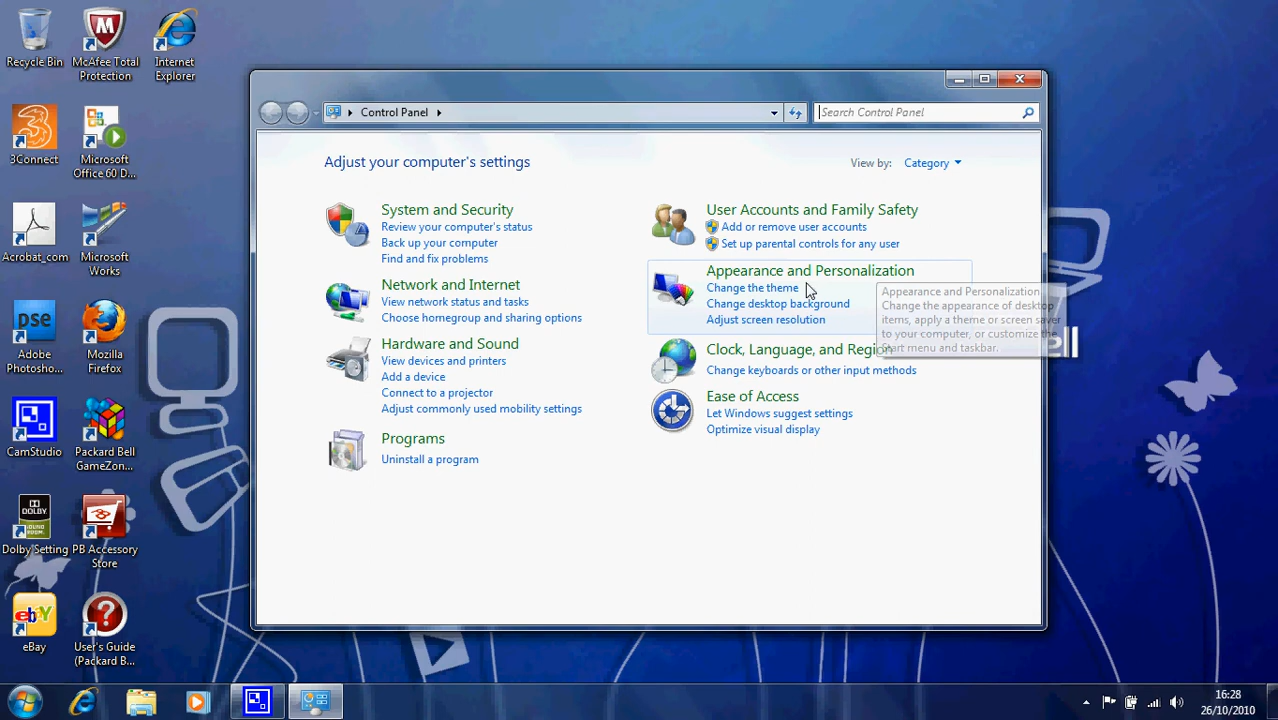 Recycle Bin
McAfee Total
Protection
Internet
Explorer
3Connect
Microsoft
Office 60 D...
Acrobat_com
Microsoft
Works
pse
Adobe
Photosho...
Mozilla
Firefox
CamStudio
Packard Bell
GameZon...
DOLBY
Dolby Setting
PB Accessory
Store
ebY
eBay
User's Guide
(Packard B...
Control Panel
Search Control Panel
Adjust your computer's settings
View by: Category
System and Security
Review your computer's status
Back up your computer
Find and fix problems
Network and Internet
View network status and tasks
Choose homegroup and sharing options
Hardware and Sound
View devices and printers
Add a device
Connect to a projector
Adjust commonly used mobility settings
Programs
Uninstall a program
User Accounts and Family Safety
Add or remove user accounts
Set up parental controls for any user
Appearance and Personalization
Change the theme
Change desktop background
Adjust screen resolution
Appearance and Personalization
Change the appearance of desktop
items, apply a theme or screen saver
to your computer, or customize the
Start menu and taskbar.
Clock, Language, and Region
Change keyboards or other input methods
Ease of Access
Let Windows suggest settings
Optimize visual display
16:28
26/10/2010